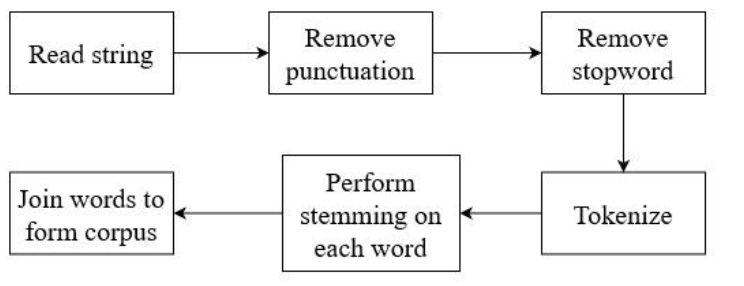 Read string
Remove
punctuation
Remove
stopword
Tokenize
Perform
stemming on
each word
Join words to
form corpus